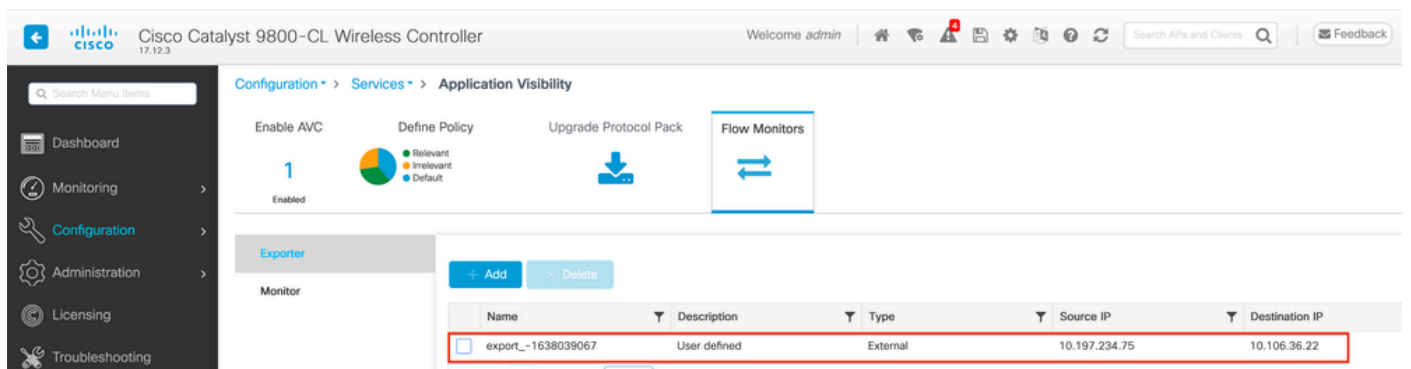 CISCO
Cisco Catalyst 9800-CL Wireless Controller
17.12.3
Welcome admin
4
Search APs and Clients
Feedback
Search Menu Items
Dashboard
Monitoring
Configuration
Administration
Licensing
Troubleshooting
Configuration > Services > Application Visibility
Enable AVC
1
Enabled
Define Policy
Relevant
Irrelevant
Default
Upgrade Protocol Pack
Flow Monitors
Exporter
Monitor
+ Add
× Delete
Name Description Type Source IP Destination IP
export_-1638039067 User defined External 10.197.234.75 10.106.36.22